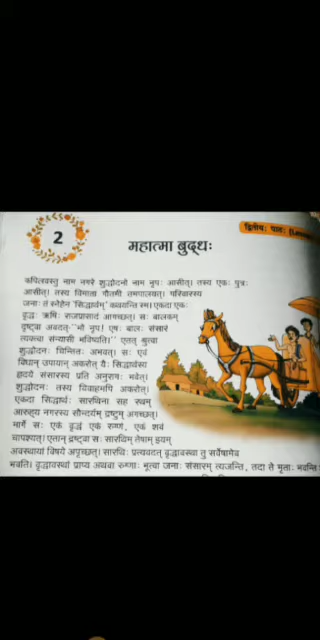 द्वितीयः पाठः
2
महात्मा बुद्धः
कपिलवस्तु नाम नगरे शुद्धोदनो नाम नृपः आसीत्। तस्य एकः पुत्रः
आसीत्। तस्य विमाता गौतमी तमपालयत्। परिवारस्य
जनाः तं स्नेहेन 'सिद्धार्थम्' कथयन्ति स्म। एकदा एकः
वृद्धः ऋषिः राजप्रासादं आगच्छत्। सः बालकम्
दृष्ट्वा अवदत्-"भो नृप! एषः बालः संसारं
त्यक्त्वा संन्यासी भविष्यति।" एतत् श्रुत्वा
शुद्धोदनः चिन्तितः अभवत्। सः एवं
विधान् उपायान् अकरोत् यैः सिद्धार्थस्य
हृदये संसारस्य प्रति अनुरागः भवेत्।
शुद्धोदनः तस्य विवाहमपि अकरोत्।
एकदा सिद्धार्थः सारथिना सह रथम्
आरुह्य नगरस्य सौन्दर्यम् द्रष्टुम् अगच्छत्।
मार्गे सः एकं वृद्धं एकं रुग्णं, एकं शवं
चापश्यत्। एतान् दृष्ट्वा सः सारथिम् तेषाम् इयम्
अवस्थायां विषये अपृच्छत्। सारथिः प्रत्यवदत् वृद्धावस्था तु सर्वेषामेव
भवति। वृद्धावस्थां प्राप्य अथवा रुग्णाः भूत्वा जनाः संसारम् त्यजन्ति, तदा ते मृताः भवन्ति